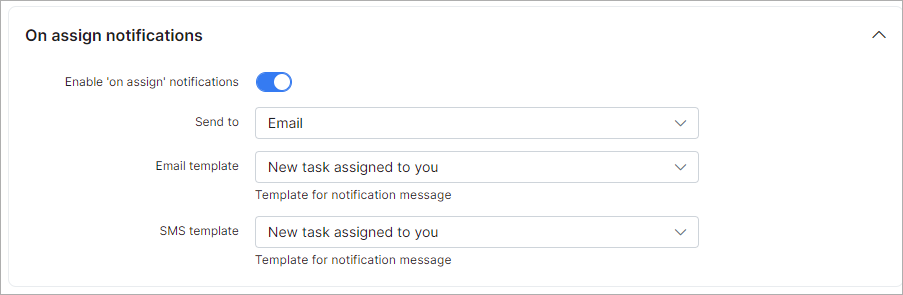 On assign notifications
Enable 'on assign' notifications
Send to
Email
Email template
New task assigned to you
Template for notification message
SMS template
New task assigned to you
Template for notification message